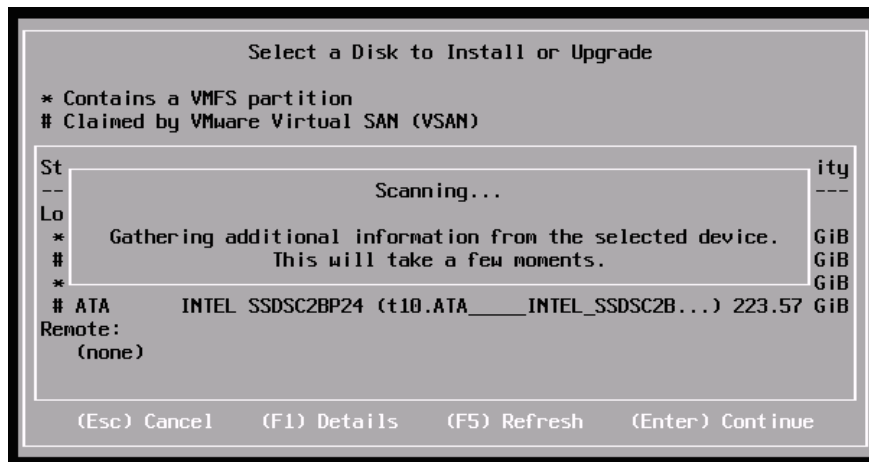 Select a Disk to Install or Upgrade
* Contains a VMFS partition
# Claimed by VMware Virtual SAN (VSAN)
St ity
-- Scanning... ---
Lo
* Gathering additional information from the selected device. GiB
# This will take a few moments. GiB
* GiB
# ATA INTEL SSDSC2BP24 (t10.ATA_____INTEL_SSDSC2B...) 223.57 GiB
Remote:
(none)
(Esc) Cancel (F1) Details (F5) Refresh (Enter) Continue